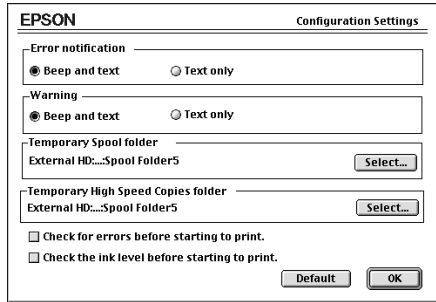 EPSON Configuration Settings
Error notification
Beep and text Text only
Warning
Beep and text Text only
Temporary Spool folder
External HD:...:Spool Folder5 Select...
Temporary High Speed Copies folder
External HD:...:Spool Folder5 Select...
Check for errors before starting to print.
Check the ink level before starting to print.
Default OK